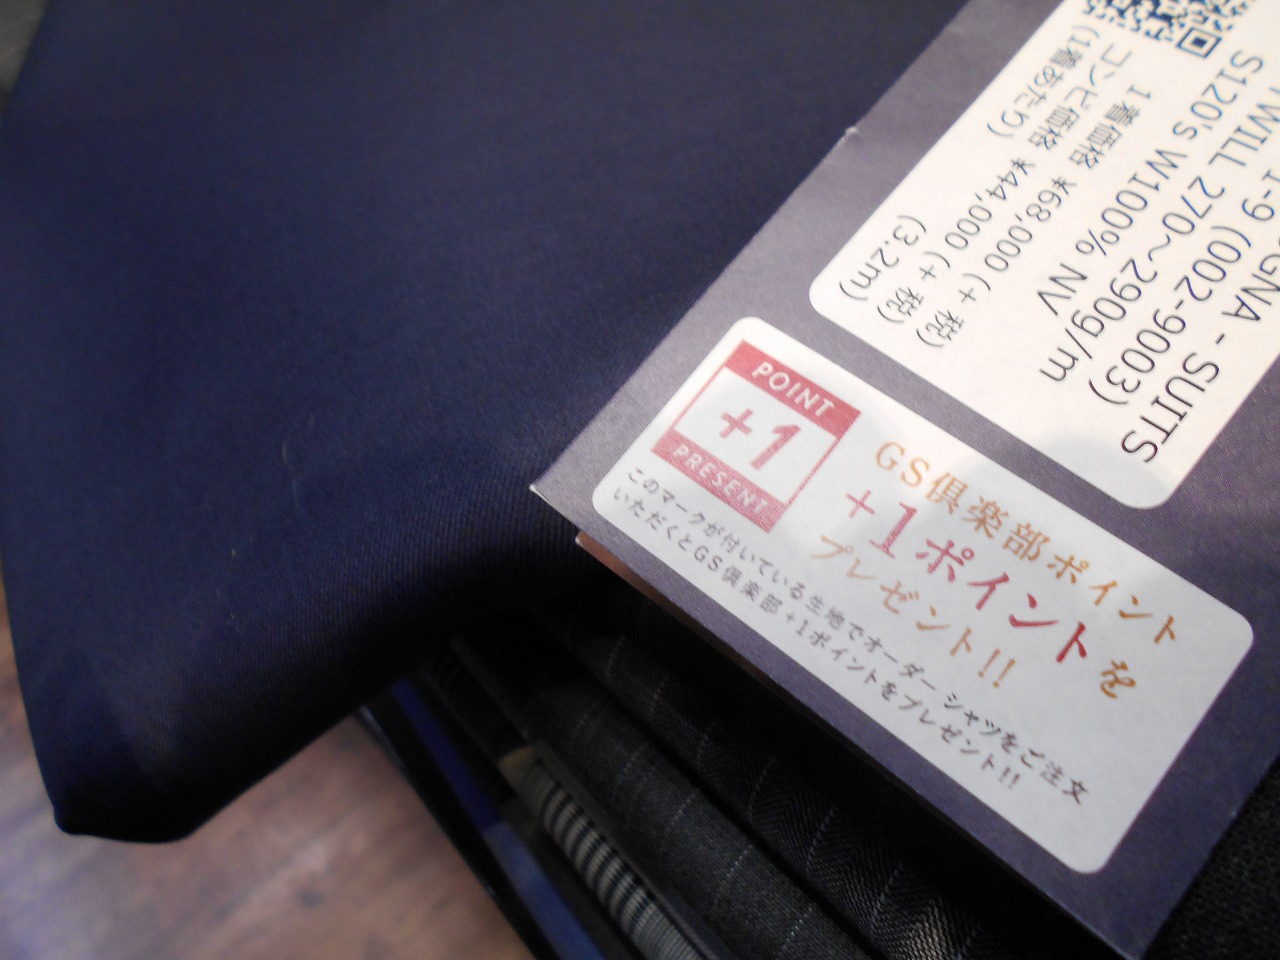 GNA - SUITS
1-9 (002-9003)
TWILL 270~290g/m
S120's W100% NV
(3.2m)
1着価格 ¥68,000 (+税)
コンビ価格 ¥44,000 (+税)
(1着あたり)
POINT
+1
PRESENT
GS倶楽部ポイント
+1ポイントを
プレゼント!!
このマークが付いている生地でオーダーシャツをご注文
いただくとGS倶楽部+1ポイントをプレゼント!!